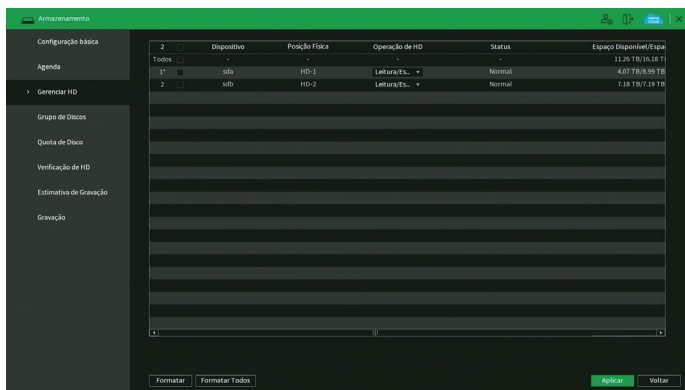 Armazenamento
Configuração básica
Agenda
Gerenciar HD
Grupo de Discos
Quota de Disco
Verificação de HD
Estimativa de Gravação
Gravação
2 Dispositivo Posição Física Operação de HD Status Espaço Disponível/Espa
Todos - - - - 11.26 TB/16.18 T
1* sda HD-1 Leitura/Es... Normal 4.07 TB/8.99 TB
2 sdb HD-2 Leitura/Es... Normal 7.18 TB/7.19 TB
Formatar Formatar Todos Aplicar Voltar